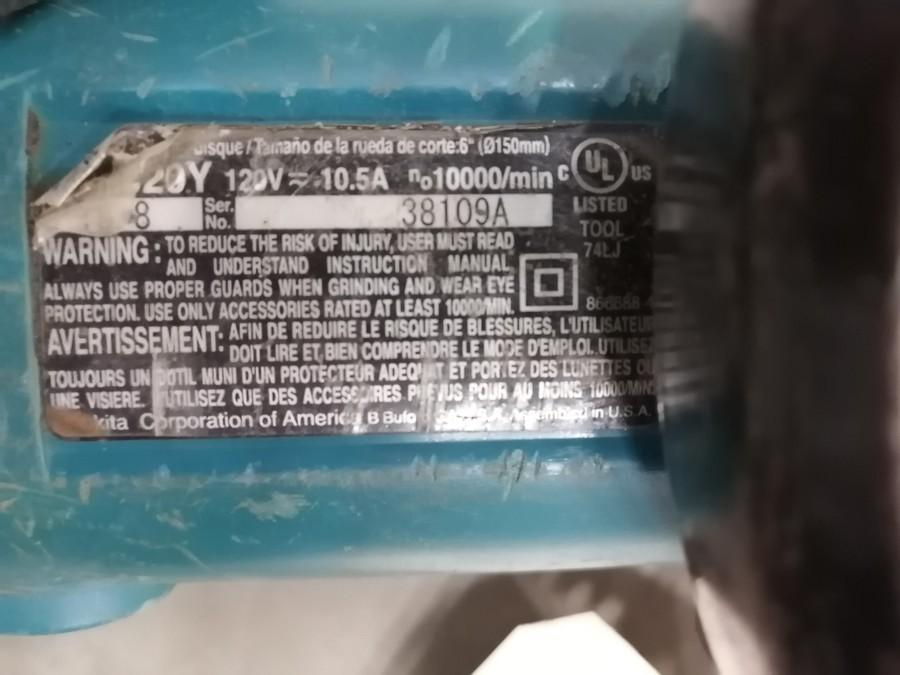 Tamaño de la rueda de corte:6" (Ø150mm)
20Y 120V 10.5A no10000/min C UL US
8 Ser. No. 38109A LISTED
TOOL
74LJ
WARNING: TO REDUCE THE RISK OF INJURY, USER MUST READ
AND UNDERSTAND INSTRUCTION MANUAL
ALWAYS USE PROPER GUARDS WHEN GRINDING AND WEAR EYE
PROTECTION. USE ONLY ACCESSORIES RATED AT LEAST 10000/MIN.
AVERTISSEMENT: AFIN DE REDUIRE LE RISQUE DE BLESSURES, L'UTILISATEUR
DOIT LIRE ET BIEN COMPRENDRE LE MODE D'EMPLOI. UTILISEZ
TOUJOURS UN OUTIL MUNI D'UN PROTECTEUR ADEQUAT ET PORTEZ DES LUNETTES OU
UNE VISIERE. UTILISEZ QUE DES ACCESSOIRES PREVUS POUR AU MOINS 10000/MIN
kita Corporation of America B Bufo Assembled in U.S.A.